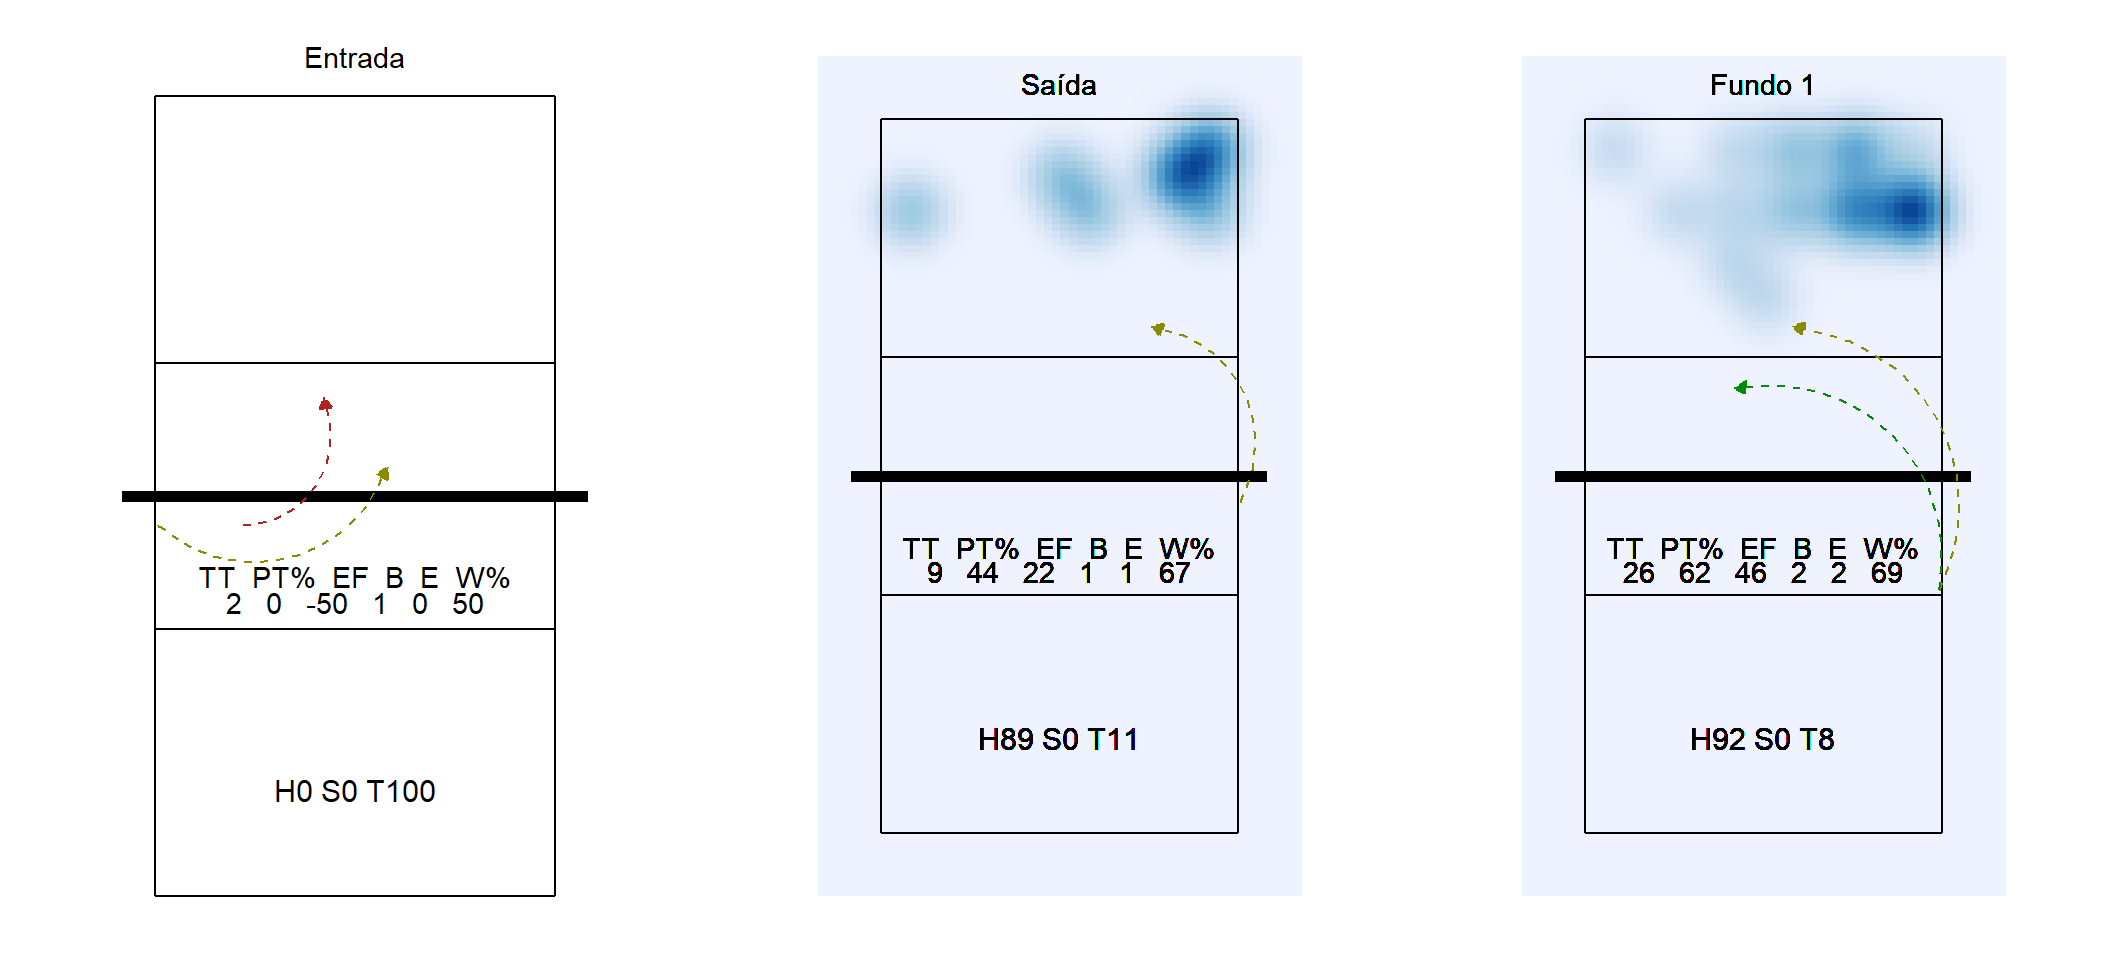 Entrada
TT PT% EF B E W%
2 0 -50 1 0 50
H0 S0 T100
Saída
TT PT% EF B E W%
9 44 22 1 1 67
H89 S0 T11
Fundo 1
TT PT% EF B E W%
26 62 46 2 2 69
H92 S0 T8